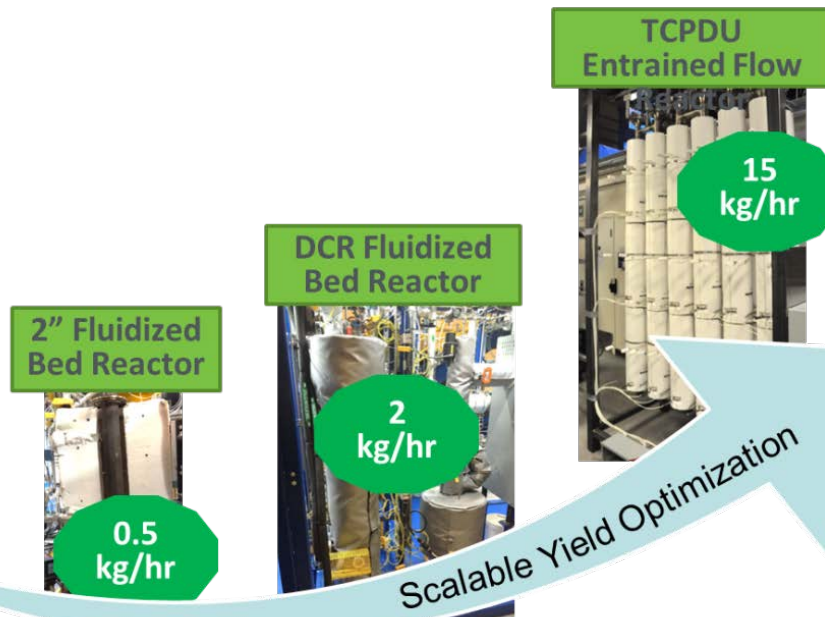 TCPDU
Entrained Flow
Reactor
15
kg/hr
DCR Fluidized
Bed Reactor
2
kg/hr
2” Fluidized
Bed Reactor
0.5
kg/hr
Scalable Yield Optimization